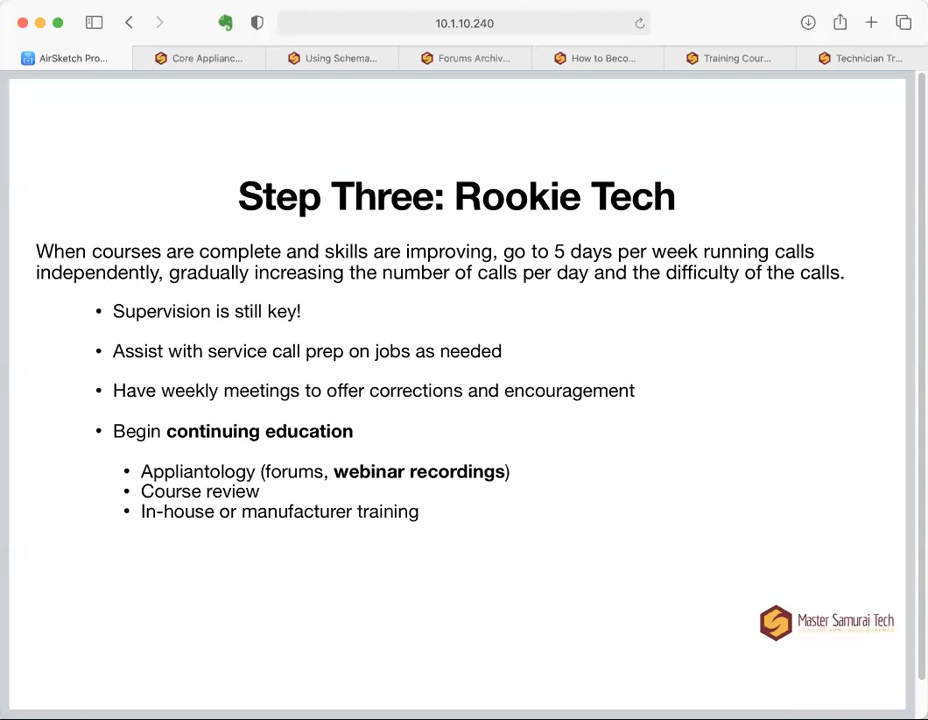 10.1.10.240
AirSketch Pro...
Core Applianc...
Using Schema...
Forums Archiv...
How to Beco...
Training Cour...
Technician Tr...
Step Three: Rookie Tech
When courses are complete and skills are improving, go to 5 days per week running calls
independently, gradually increasing the number of calls per day and the difficulty of the calls.
• Supervision is still key!
• Assist with service call prep on jobs as needed
• Have weekly meetings to offer corrections and encouragement
• Begin continuing education
• Appliantology (forums, webinar recordings)
• Course review
• In-house or manufacturer training
Master Samurai Tech